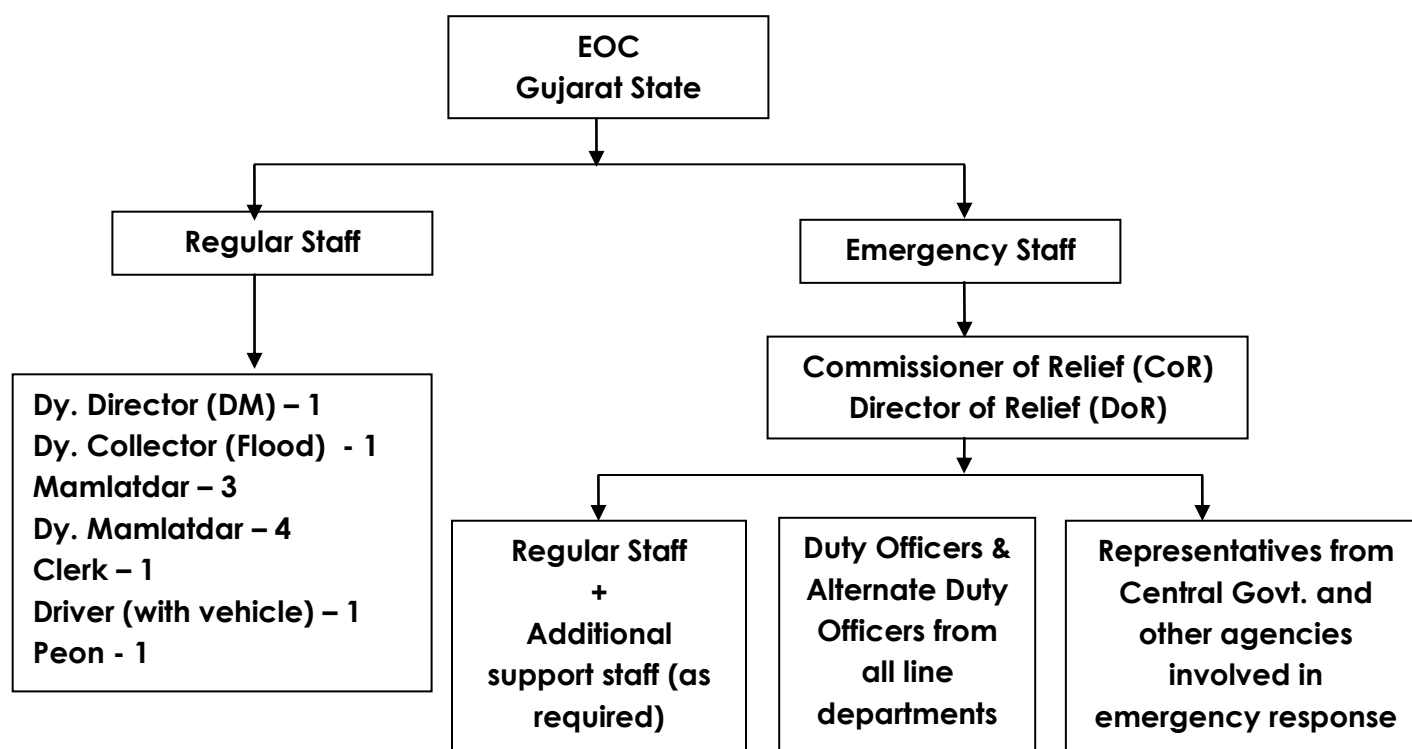 EOC
Gujarat State
Regular Staff
Emergency Staff
Dy. Director (DM) – 1
Dy. Collector (Flood)  - 1
Mamlatdar – 3
Dy. Mamlatdar – 4
Clerk – 1
Driver (with vehicle) – 1
Peon - 1
Commissioner of Relief (CoR)
Director of Relief (DoR)
Regular Staff
+
Additional
support staff (as
required)
Duty Officers &
Alternate Duty
Officers from
all line
departments
Representatives from
Central Govt. and
other agencies
involved in
emergency response